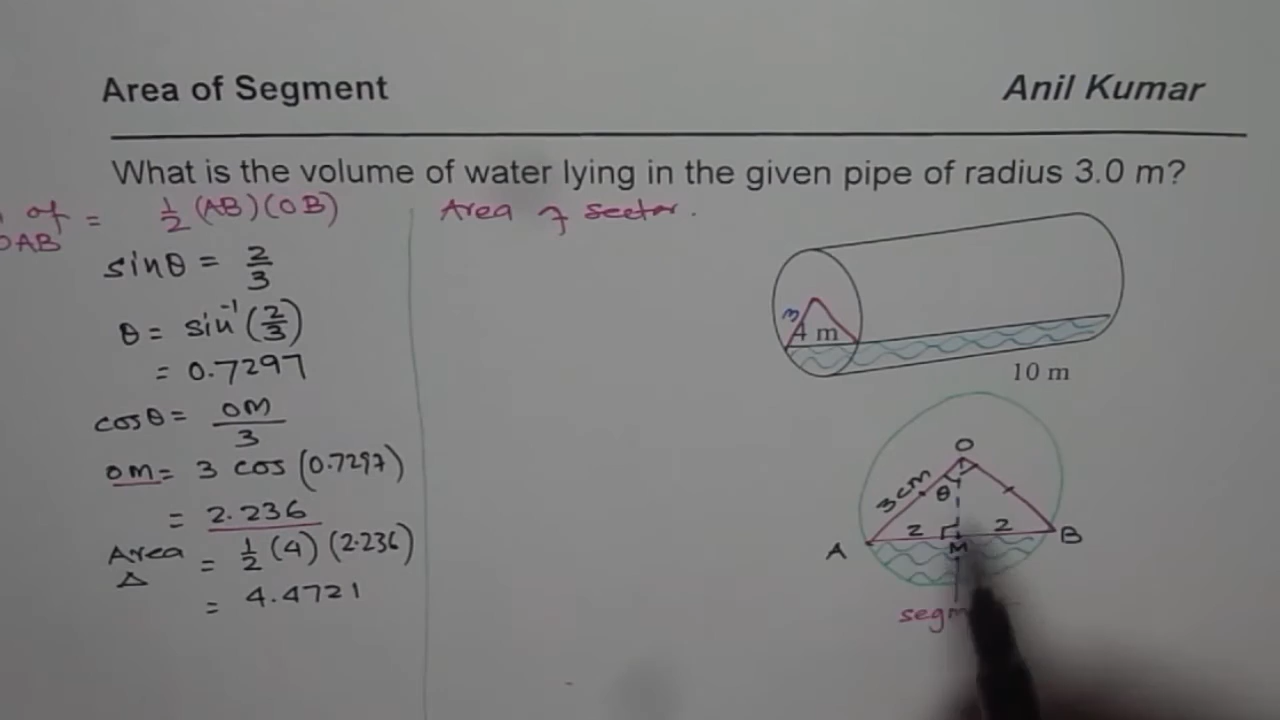 Area of Segment
Anil Kumar
What is the volume of water lying in the given pipe of radius 3.0 m?
of = 1/2 (AB)(OB)
OAB
sinθ = 2/3
θ = sin⁻¹(2/3)
= 0.7297
cosθ = OM/3
OM = 3 cos(0.7297)
= 2.236
Area Δ = 1/2 (4)(2.236)
= 4.4721
Area of sector.
3
4 m
10 m
O
3cm
θ
2
2
A
M
B